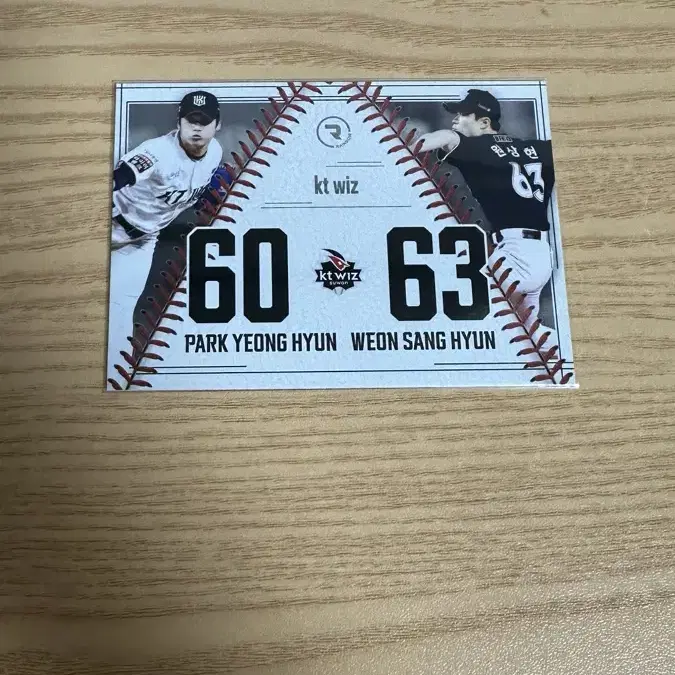 kt wiz
60
63
kt wiz
suwon
PARK YEONG HYUN
WEON SANG HYUN
원상현
63